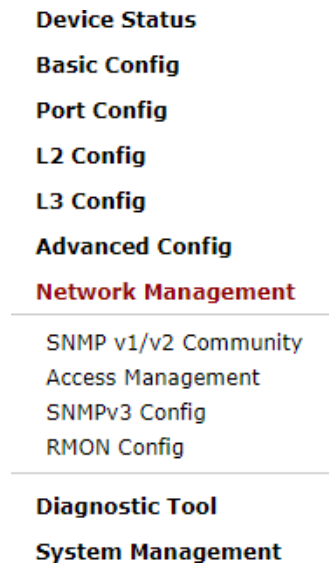 Device Status
Basic Config
Port Config
L2 Config
L3 Config
Advanced Config
Network Management
SNMP v1/v2 Community
Access Management
SNMPv3 Config
RMON Config
Diagnostic Tool
System Management